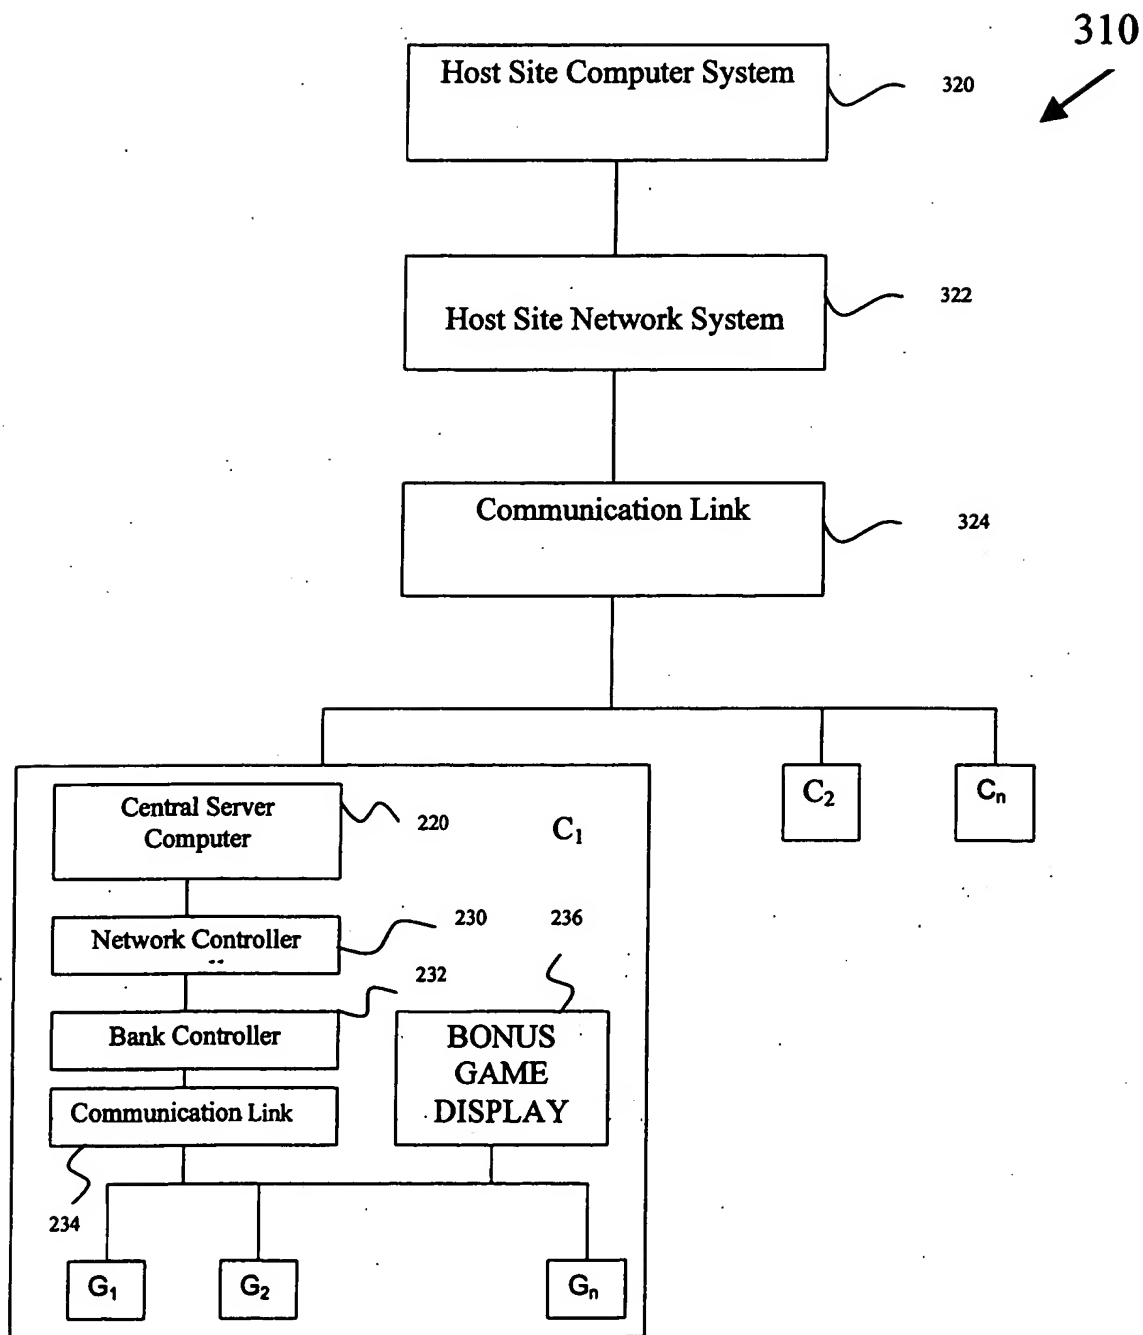 310
Host Site Computer System
320
Host Site Network System
322
Communication Link
324
C₂
Cₙ
Central Server
Computer
220
C₁
Network Controller
230
236
232
Bank Controller
BONUS
GAME
DISPLAY
Communication Link
234
G₁
G₂
Gₙ